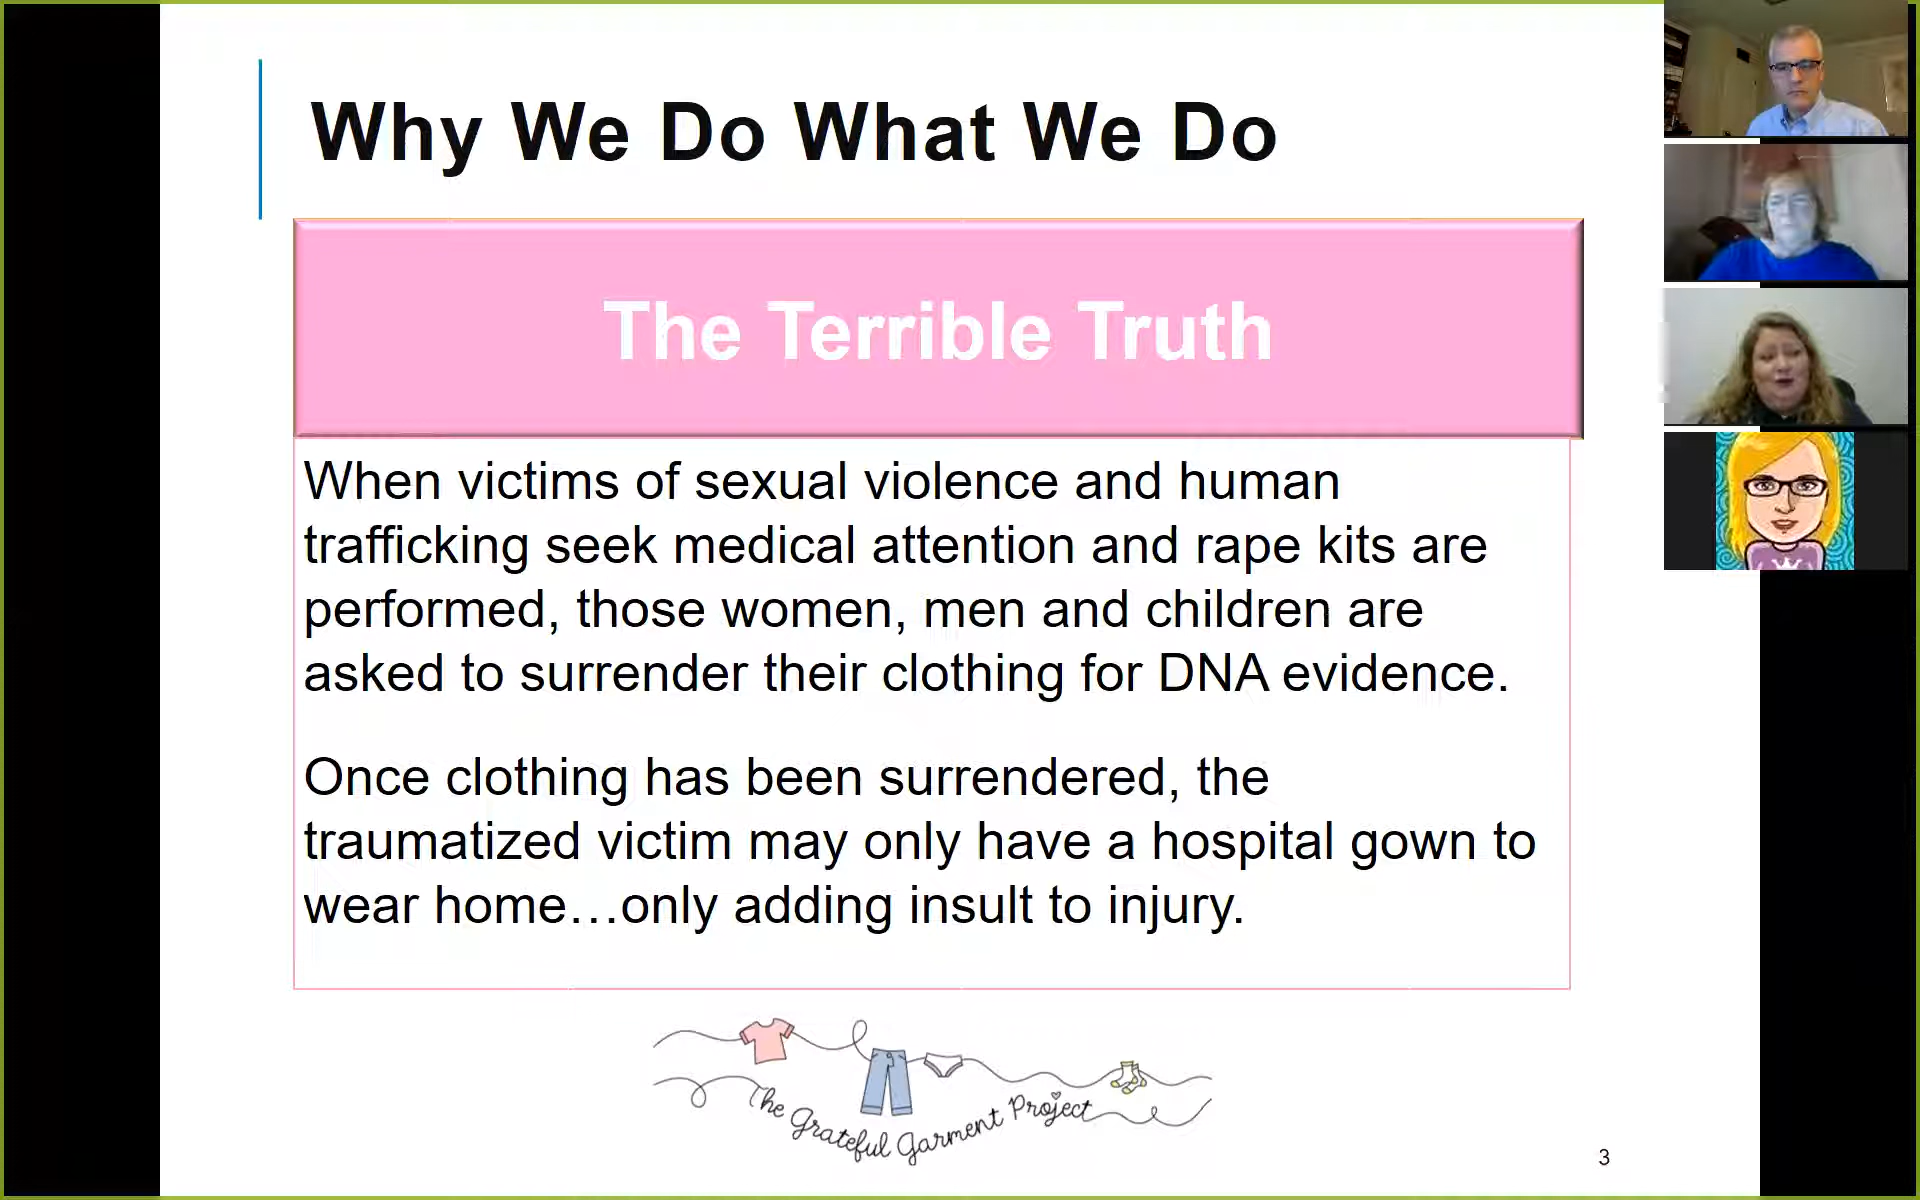 Why We Do What We Do
The Terrible Truth
When victims of sexual violence and human
trafficking seek medical attention and rape kits are
performed, those women, men and children are
asked to surrender their clothing for DNA evidence.
Once clothing has been surrendered, the
traumatized victim may only have a hospital gown to
wear home…only adding insult to injury.
The Grateful Garment Project
3